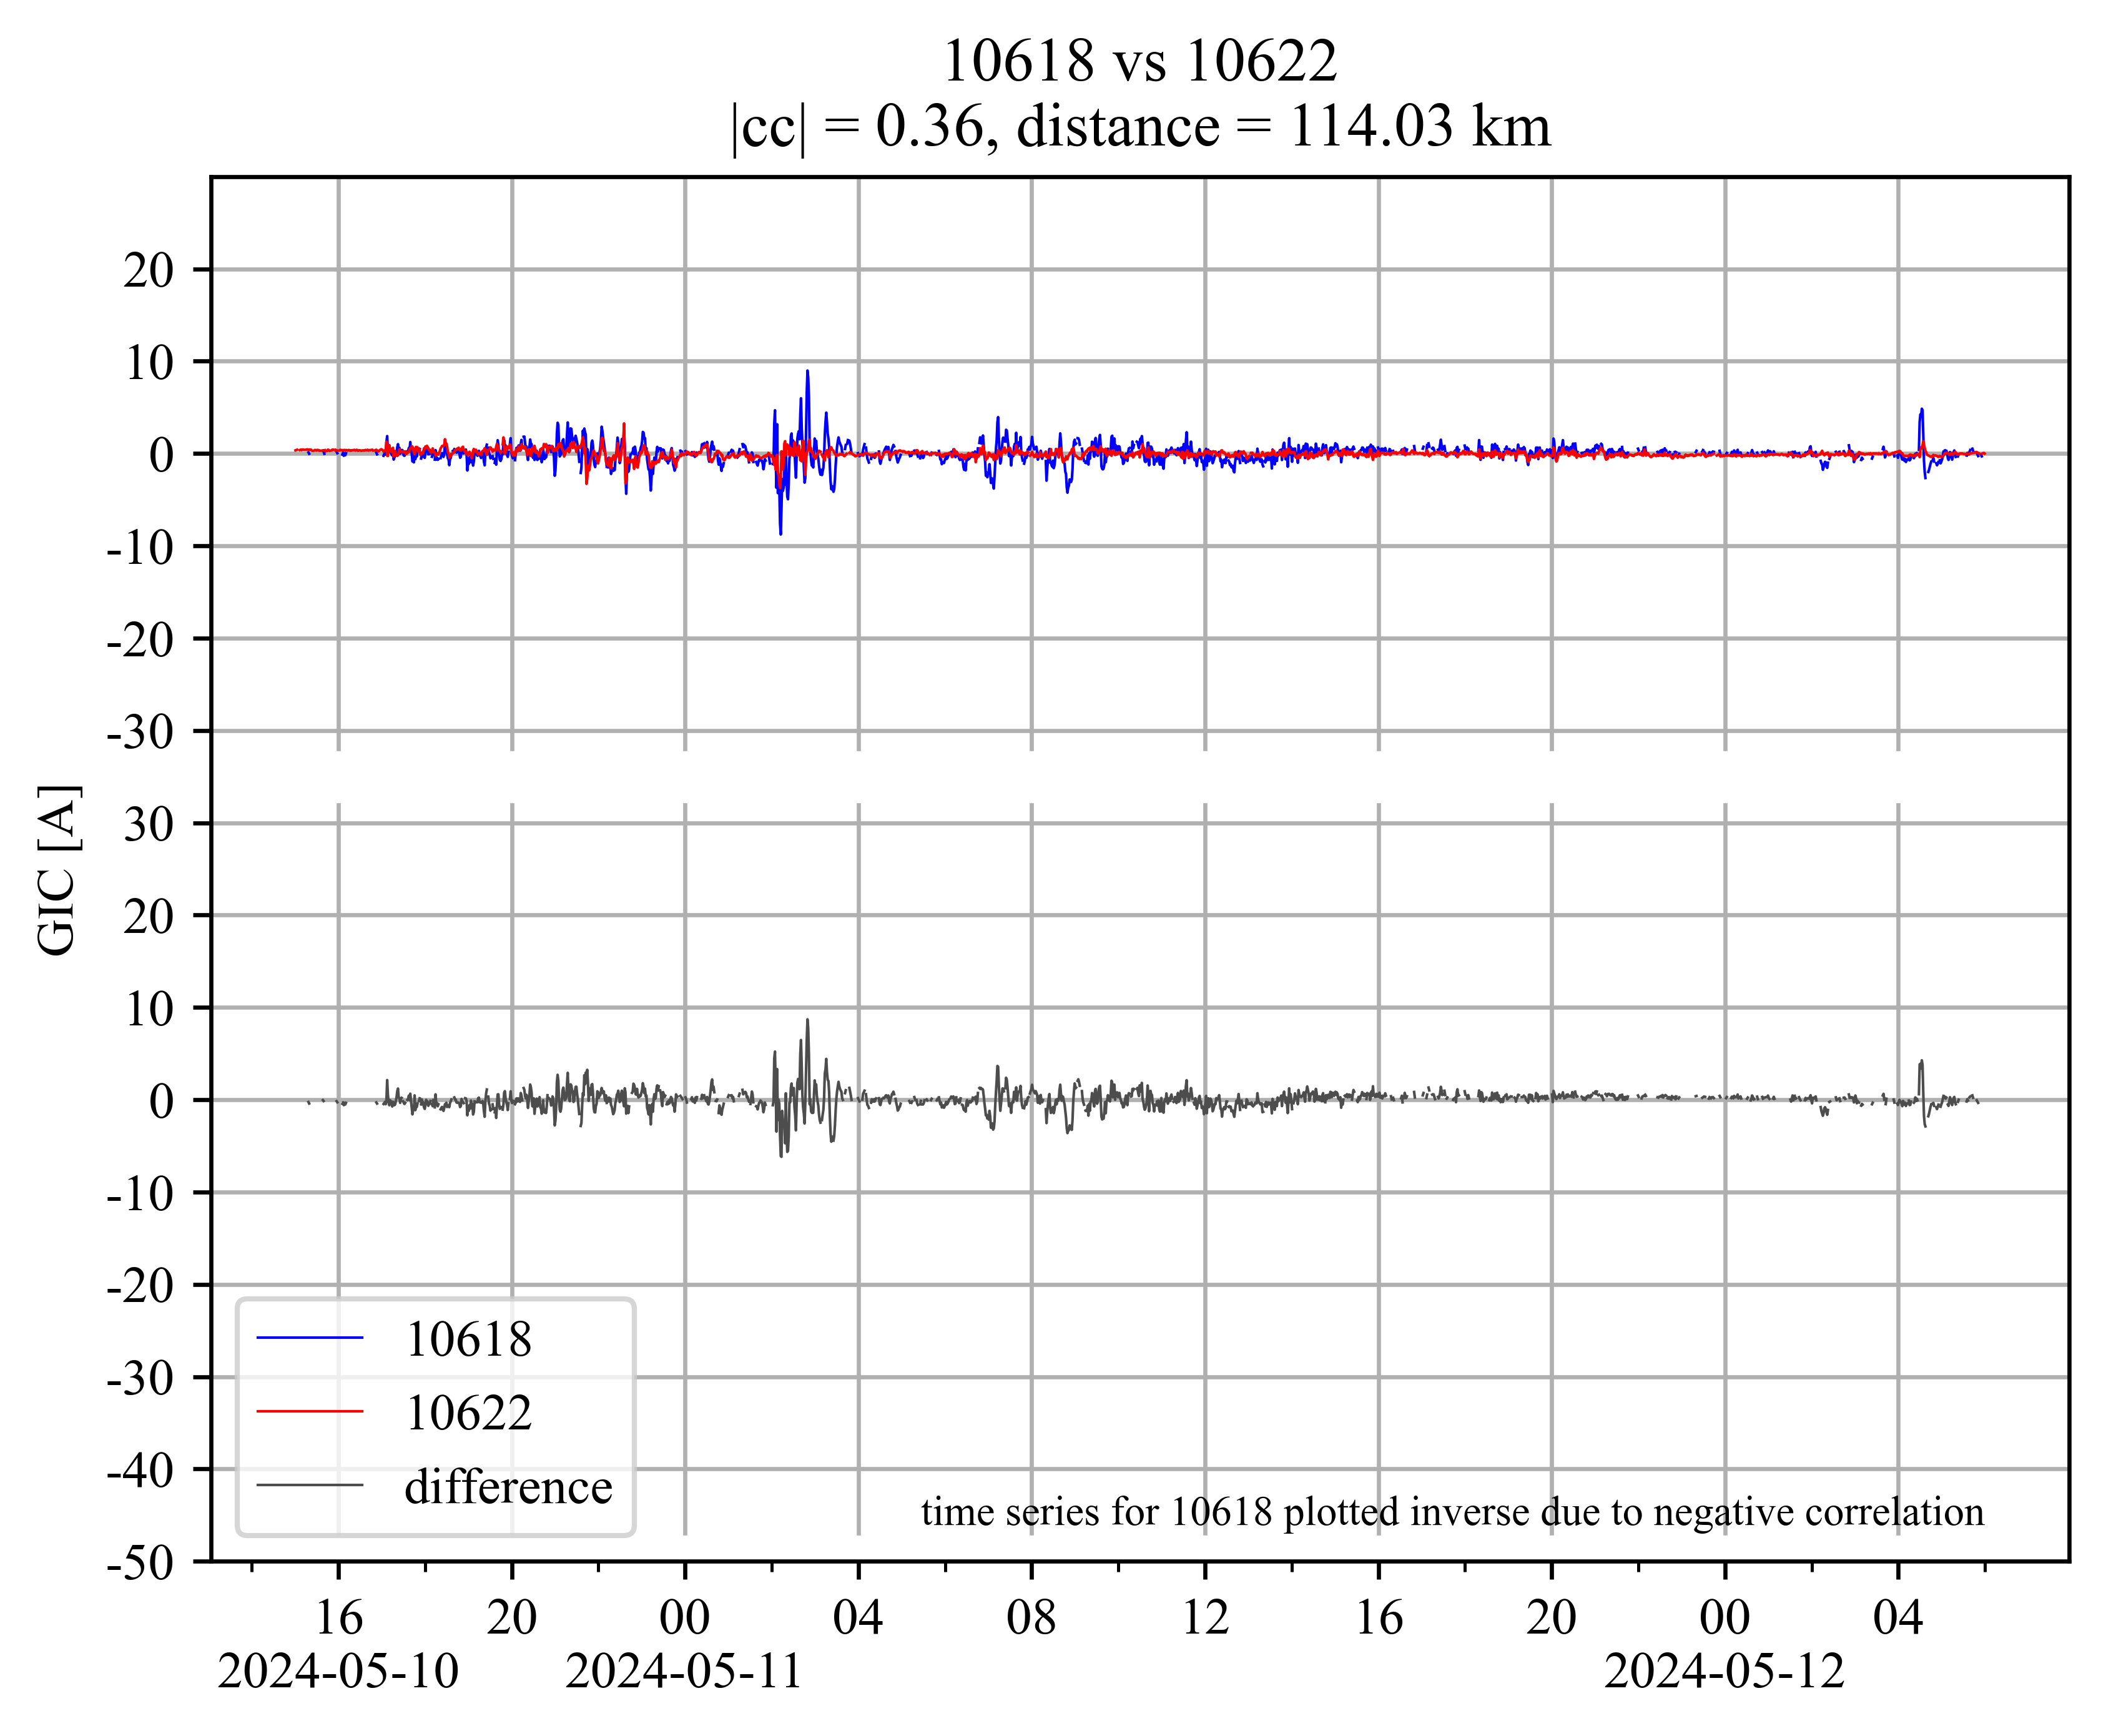 10618 vs 10622
|cc| = 0.36, distance = 114.03 km
20
10
0
-10
-20
-30
GIC [A]
30
20
10
0
-10
-20
-30
-40
-50
10618
10622
difference
time series for 10618 plotted inverse due to negative correlation
16 20 00 04 08 12 16 20 00 04
2024-05-10 2024-05-11 2024-05-12